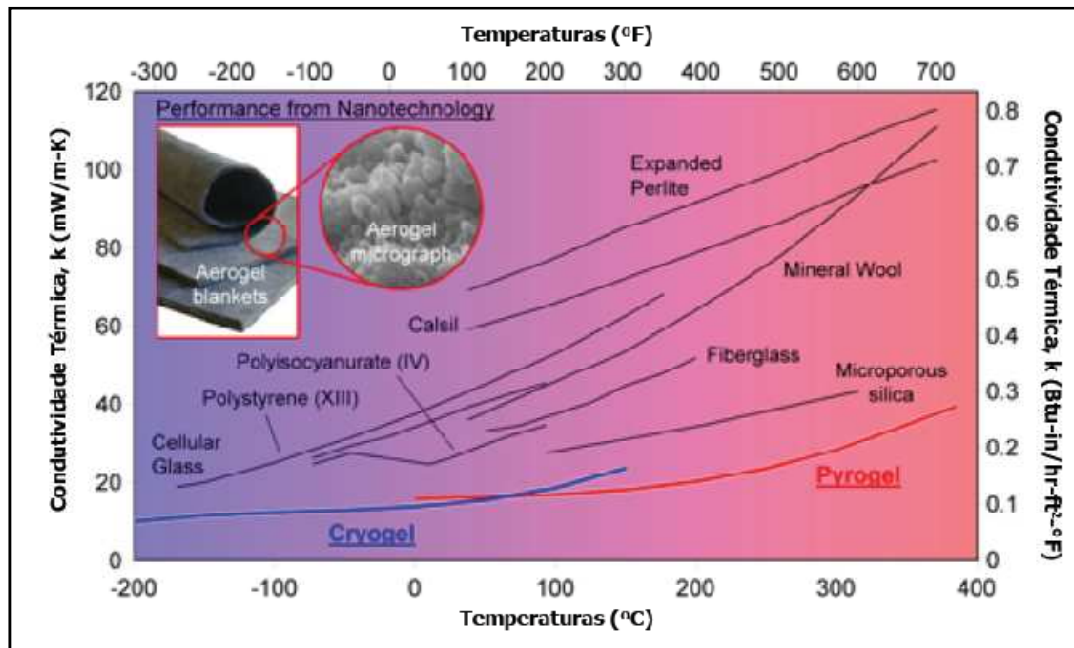 Temperaturas (ºF)
-300 -200 -100 0 100 200 300 400 500 600 700
Performance from Nanotechnology
Condutividade Térmica, k (mW/m-K)
120
100
80
60
40
20
0
Aerogel
blankets
Aerogel
micrograph
Expanded
Perlite
Mineral Wool
Calsil
Polyisocyanurate (IV)
Fiberglass
Polystyrene (XIII)
Microporous
silica
Cellular
Glass
Pyrogel
Cryogel
0.8
0.7
0.6
0.5
0.4
0.3
0.2
0.1
0
Condutividade Térmica, k (Btu-in/hr-ft²-°F)
-200 -100 0 100 200 300 400
Temperaturas (ºC)